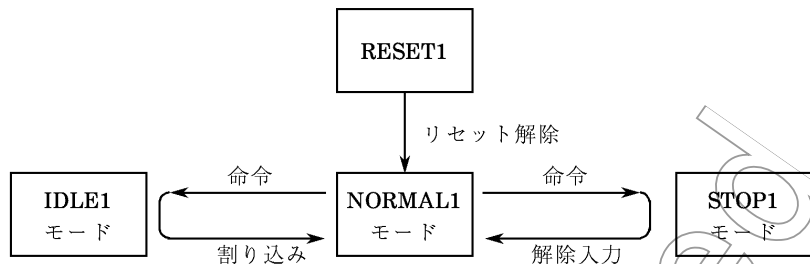 RESET1
リセット解除
命令
命令
IDLE1
モード
NORMAL1
モード
STOP1
モード
割り込み
解除入力